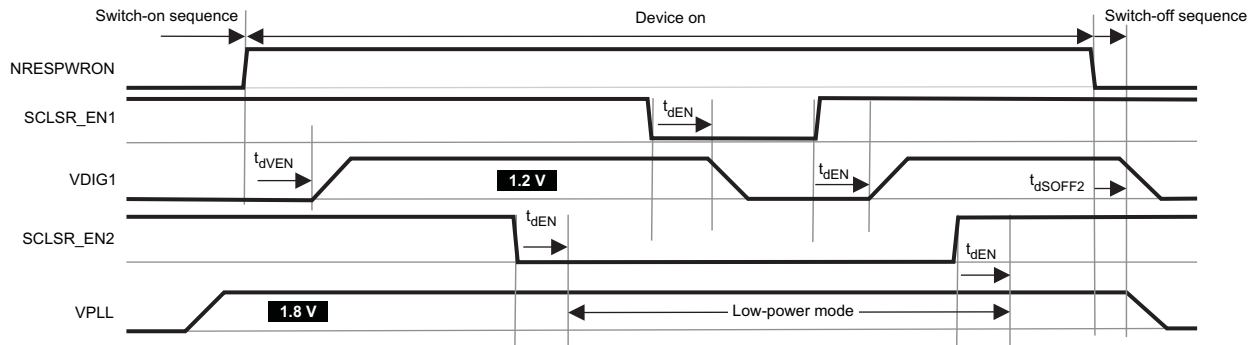 Switch-on sequence
Device on
Switch-off sequence
NRESPWRON
SCLSR_EN1
tdEN
tdVEN
VDIG1
1.2 V
tdEN
tdSOFF2
SCLSR_EN2
tdEN
tdEN
VPLL
1.8 V
Low-power mode